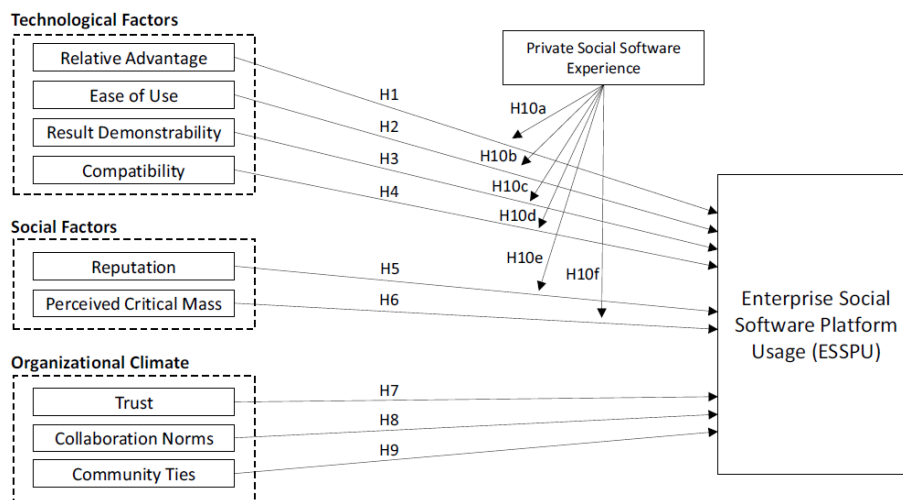 Technological Factors
Relative Advantage
Ease of Use
Result Demonstrability
Compatibility
Social Factors
Reputation
Perceived Critical Mass
Organizational Climate
Trust
Collaboration Norms
Community Ties
H1
H2
H3
H4
H5
H6
H7
H8
H9
Private Social Software
Experience
H10a
H10b
H10c
H10d
H10e
H10f
Enterprise Social
Software Platform
Usage (ESSPU)